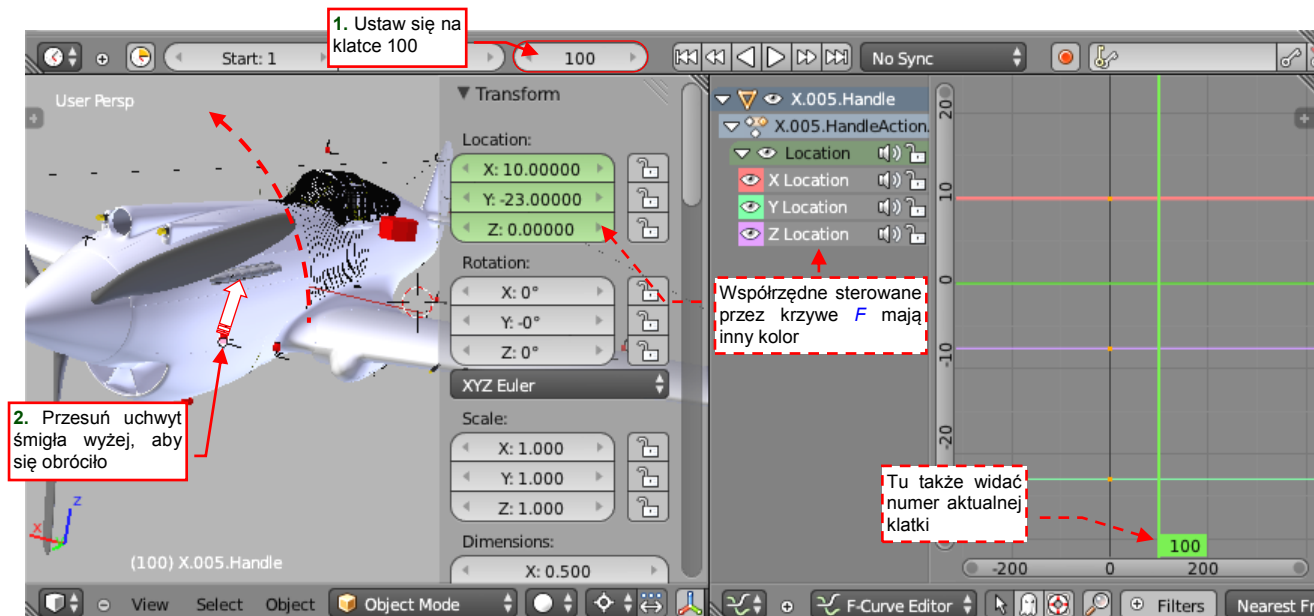 1. Ustaw się na
klatce 100
Start: 1
100
No Sync
User Persp
Transform
Location:
X: 10.00000
Y: -23.00000
Z: 0.00000
Rotation:
X: 0°
Y: -0°
Z: 0°
XYZ Euler
Scale:
X: 1.000
Y: 1.000
Z: 1.000
Dimensions:
X: 0.500
X.005.Handle
X.005.HandleAction.
Location
X Location
Y Location
Z Location
Współrzędne sterowane
przez krzywe F mają
inny kolor
2. Przesuń uchwyt
śmigła wyżej, aby
się obróciło
z
x
(100) X.005.Handle
20
10
0
-10
-20
Tu także widać
numer aktualnej
klatki
100
-200 0 200
View Select Object Object Mode
F-Curve Editor Filters Nearest F